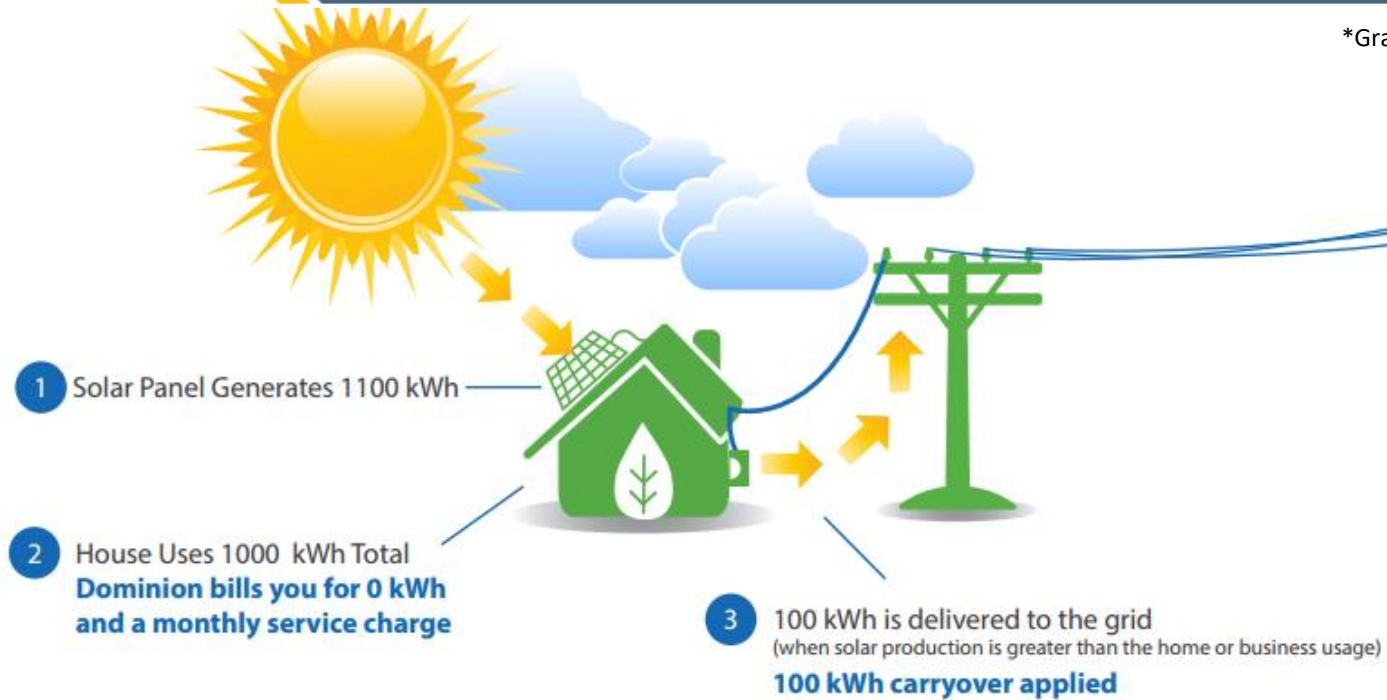 *Gra
1 Solar Panel Generates 1100 kWh
2 House Uses 1000 kWh Total
Dominion bills you for 0 kWh
and a monthly service charge
3 100 kWh is delivered to the grid
(when solar production is greater than the home or business usage)
100 kWh carryover applied